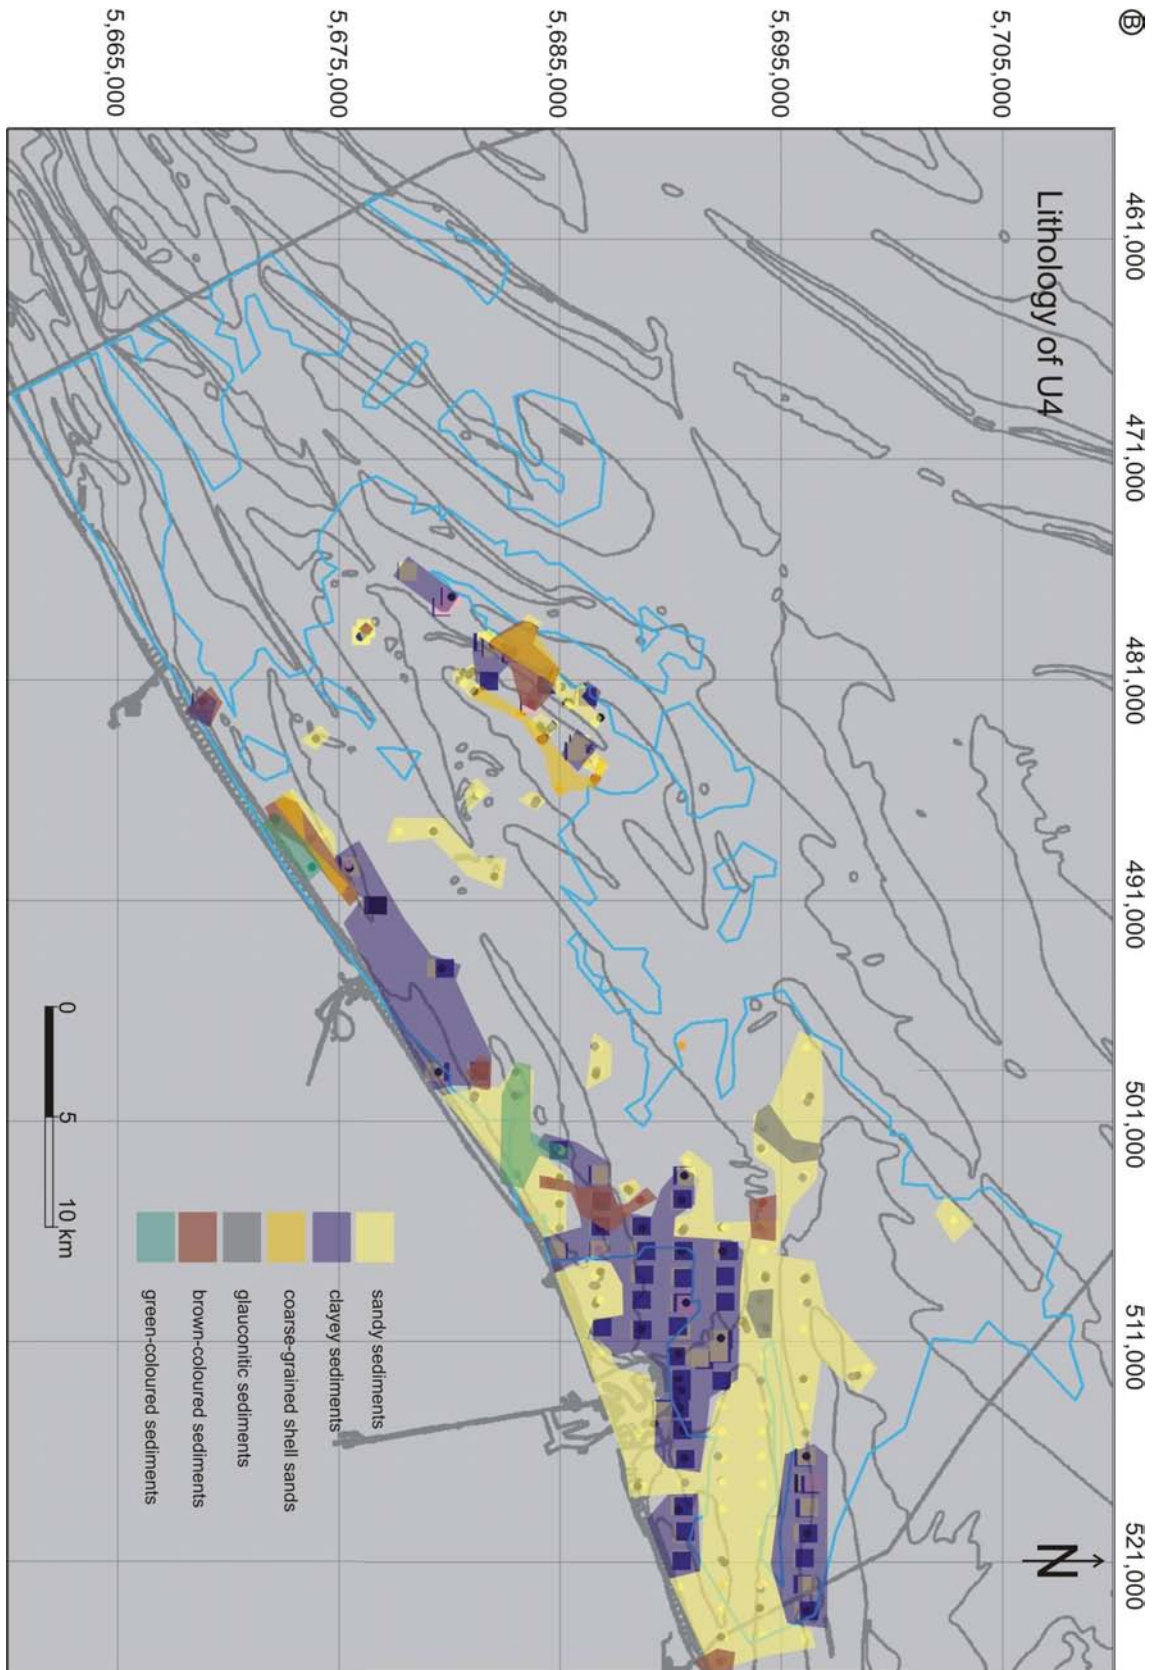 B
Lithology of U4
461,000
471,000
481,000
491,000
501,000
511,000
521,000
5,705,000
5,695,000
5,685,000
5,675,000
5,665,000
N
sandy sediments
clayey sediments
coarse-grained shell sands
glauconitic sediments
brown-coloured sediments
green-coloured sediments
0
5
10 km